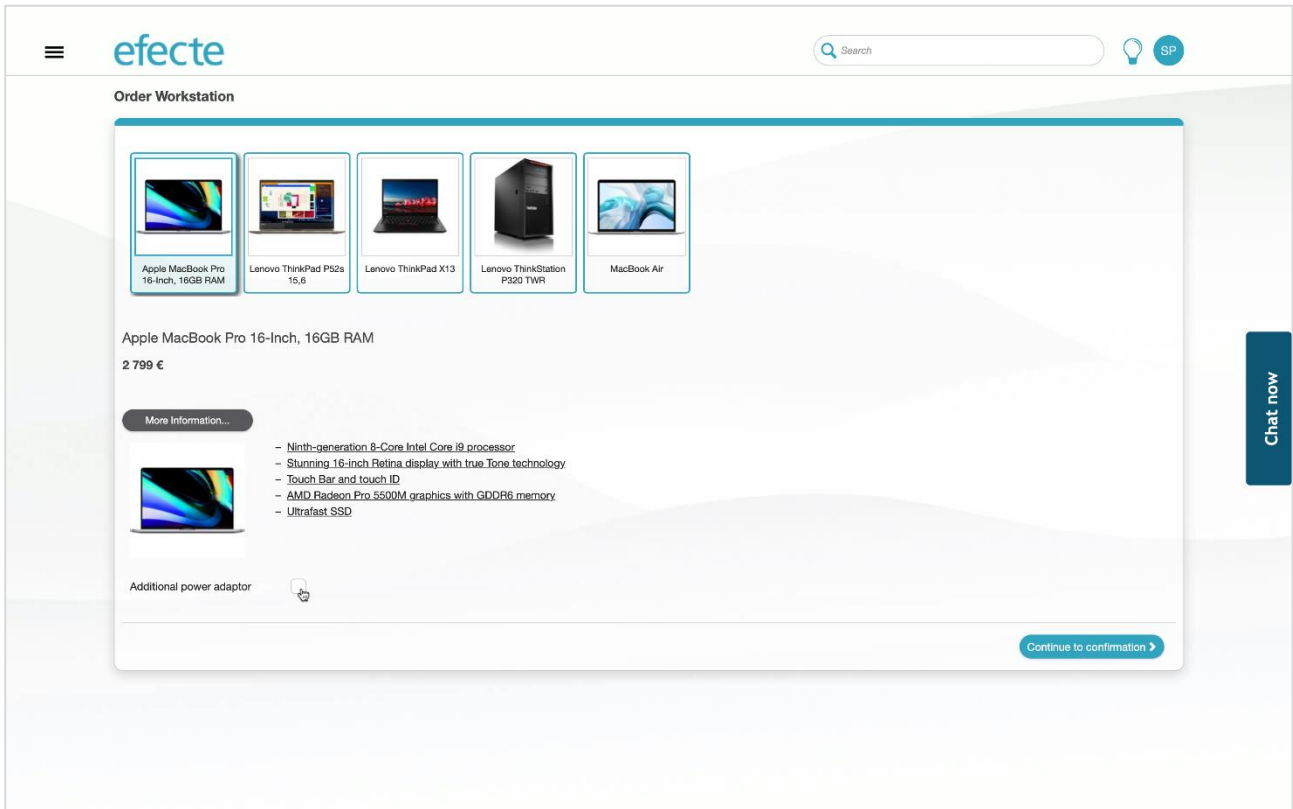 efecte
Search
SP
Order Workstation
Apple MacBook Pro
16-Inch, 16GB RAM
Lenovo ThinkPad P52s
15,6
Lenovo ThinkPad X13
Lenovo ThinkStation
P320 TWR
MacBook Air
Apple MacBook Pro 16-Inch, 16GB RAM
2 799 €
More Information...
– Ninth-generation 8-Core Intel Core i9 processor
– Stunning 16-inch Retina display with true Tone technology
– Touch Bar and touch ID
– AMD Radeon Pro 5500M graphics with GDDR6 memory
– Ultrafast SSD
Additional power adaptor
Continue to confirmation
Chat now